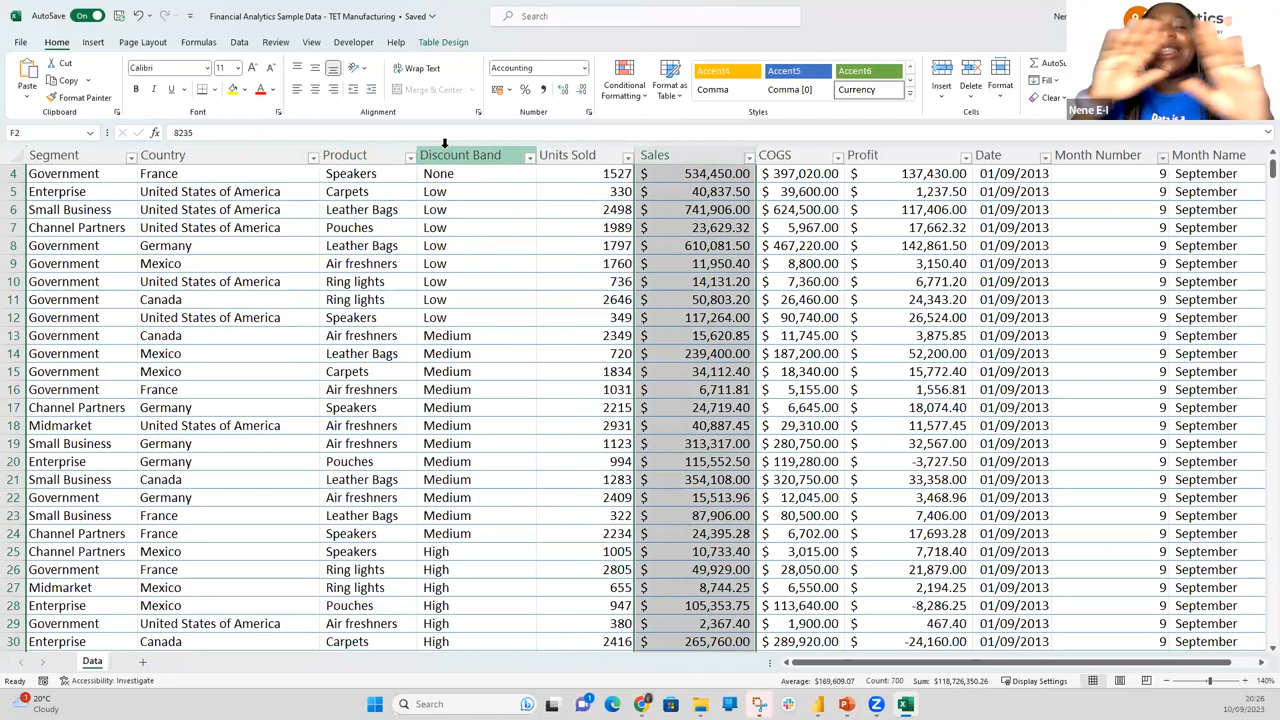 AutoSave On Financial Analytics Sample Data - TET Manufacturing • Saved Search
File Home Insert Page Layout Formulas Data Review View Developer Help Table Design
Paste Cut Copy Format Painter Clipboard
Calibri 11 B I U Font
Wrap Text Merge & Center Alignment
Accounting % Number
Conditional Formatting Format as Table
Accent4 Accent5 Accent6
Comma Comma [0] Currency
Styles
Insert Delete Format
Fill
Clear
Nene E-I
Data is a
F2 fx 8235
Segment Country Product Discount Band Units Sold Sales COGS Profit Date Month Number Month Name
4 Government France Speakers None 1527 $ 534,450.00 $ 397,020.00 $ 137,430.00 01/09/2013 9 September
5 Enterprise United States of America Carpets Low 330 $ 40,837.50 $ 39,600.00 $ 1,237.50 01/09/2013 9 September
6 Small Business United States of America Leather Bags Low 2498 $ 741,906.00 $ 624,500.00 $ 117,406.00 01/09/2013 9 September
7 Channel Partners United States of America Pouches Low 1989 $ 23,629.32 $ 5,967.00 $ 17,662.32 01/09/2013 9 September
8 Government Germany Leather Bags Low 1797 $ 610,081.50 $ 467,220.00 $ 142,861.50 01/09/2013 9 September
9 Government Mexico Air freshners Low 1760 $ 11,950.40 $ 8,800.00 $ 3,150.40 01/09/2013 9 September
10 Government United States of America Ring lights Low 736 $ 14,131.20 $ 7,360.00 $ 6,771.20 01/09/2013 9 September
11 Government Canada Ring lights Low 2646 $ 50,803.20 $ 26,460.00 $ 24,343.20 01/09/2013 9 September
12 Government United States of America Speakers Low 349 $ 117,264.00 $ 90,740.00 $ 26,524.00 01/09/2013 9 September
13 Government Canada Air freshners Medium 2349 $ 15,620.85 $ 11,745.00 $ 3,875.85 01/09/2013 9 September
14 Government Mexico Leather Bags Medium 720 $ 239,400.00 $ 187,200.00 $ 52,200.00 01/09/2013 9 September
15 Government Mexico Carpets Medium 1834 $ 34,112.40 $ 18,340.00 $ 15,772.40 01/09/2013 9 September
16 Government France Air freshners Medium 1031 $ 6,711.81 $ 5,155.00 $ 1,556.81 01/09/2013 9 September
17 Channel Partners Germany Speakers Medium 2215 $ 24,719.40 $ 6,645.00 $ 18,074.40 01/09/2013 9 September
18 Midmarket United States of America Air freshners Medium 2931 $ 40,887.45 $ 29,310.00 $ 11,577.45 01/09/2013 9 September
19 Small Business Germany Air freshners Medium 1123 $ 313,317.00 $ 280,750.00 $ 32,567.00 01/09/2013 9 September
20 Enterprise Germany Pouches Medium 994 $ 115,552.50 $ 119,280.00 $ -3,727.50 01/09/2013 9 September
21 Small Business Canada Leather Bags Medium 1283 $ 354,108.00 $ 320,750.00 $ 33,358.00 01/09/2013 9 September
22 Government Germany Air freshners Medium 2409 $ 15,513.96 $ 12,045.00 $ 3,468.96 01/09/2013 9 September
23 Small Business France Leather Bags Medium 322 $ 87,906.00 $ 80,500.00 $ 7,406.00 01/09/2013 9 September
24 Channel Partners France Air freshners Medium 2234 $ 24,395.28 $ 6,702.00 $ 17,693.28 01/09/2013 9 September
25 Channel Partners Mexico Speakers High 1005 $ 10,733.40 $ 3,015.00 $ 7,718.40 01/09/2013 9 September
26 Government France Ring lights High 2805 $ 49,929.00 $ 28,050.00 $ 21,879.00 01/09/2013 9 September
27 Midmarket Mexico Ring lights High 655 $ 8,744.25 $ 6,550.00 $ 2,194.25 01/09/2013 9 September
28 Enterprise Mexico Pouches High 947 $ 105,353.75 $ 113,640.00 $ -8,286.25 01/09/2013 9 September
29 Government United States of America Air freshners High 380 $ 2,367.40 $ 1,900.00 $ 467.40 01/09/2013 9 September
30 Enterprise Canada Carpets High 2416 $ 265,760.00 $ 289,920.00 $ -24,160.00 01/09/2013 9 September
Data
Ready Accessibility: Investigate Average: $169,609.07 Count: 700 Sum: $118,726,350.26 Display Settings 140%
20°C
Cloudy
Search
20:26
10/09/2023